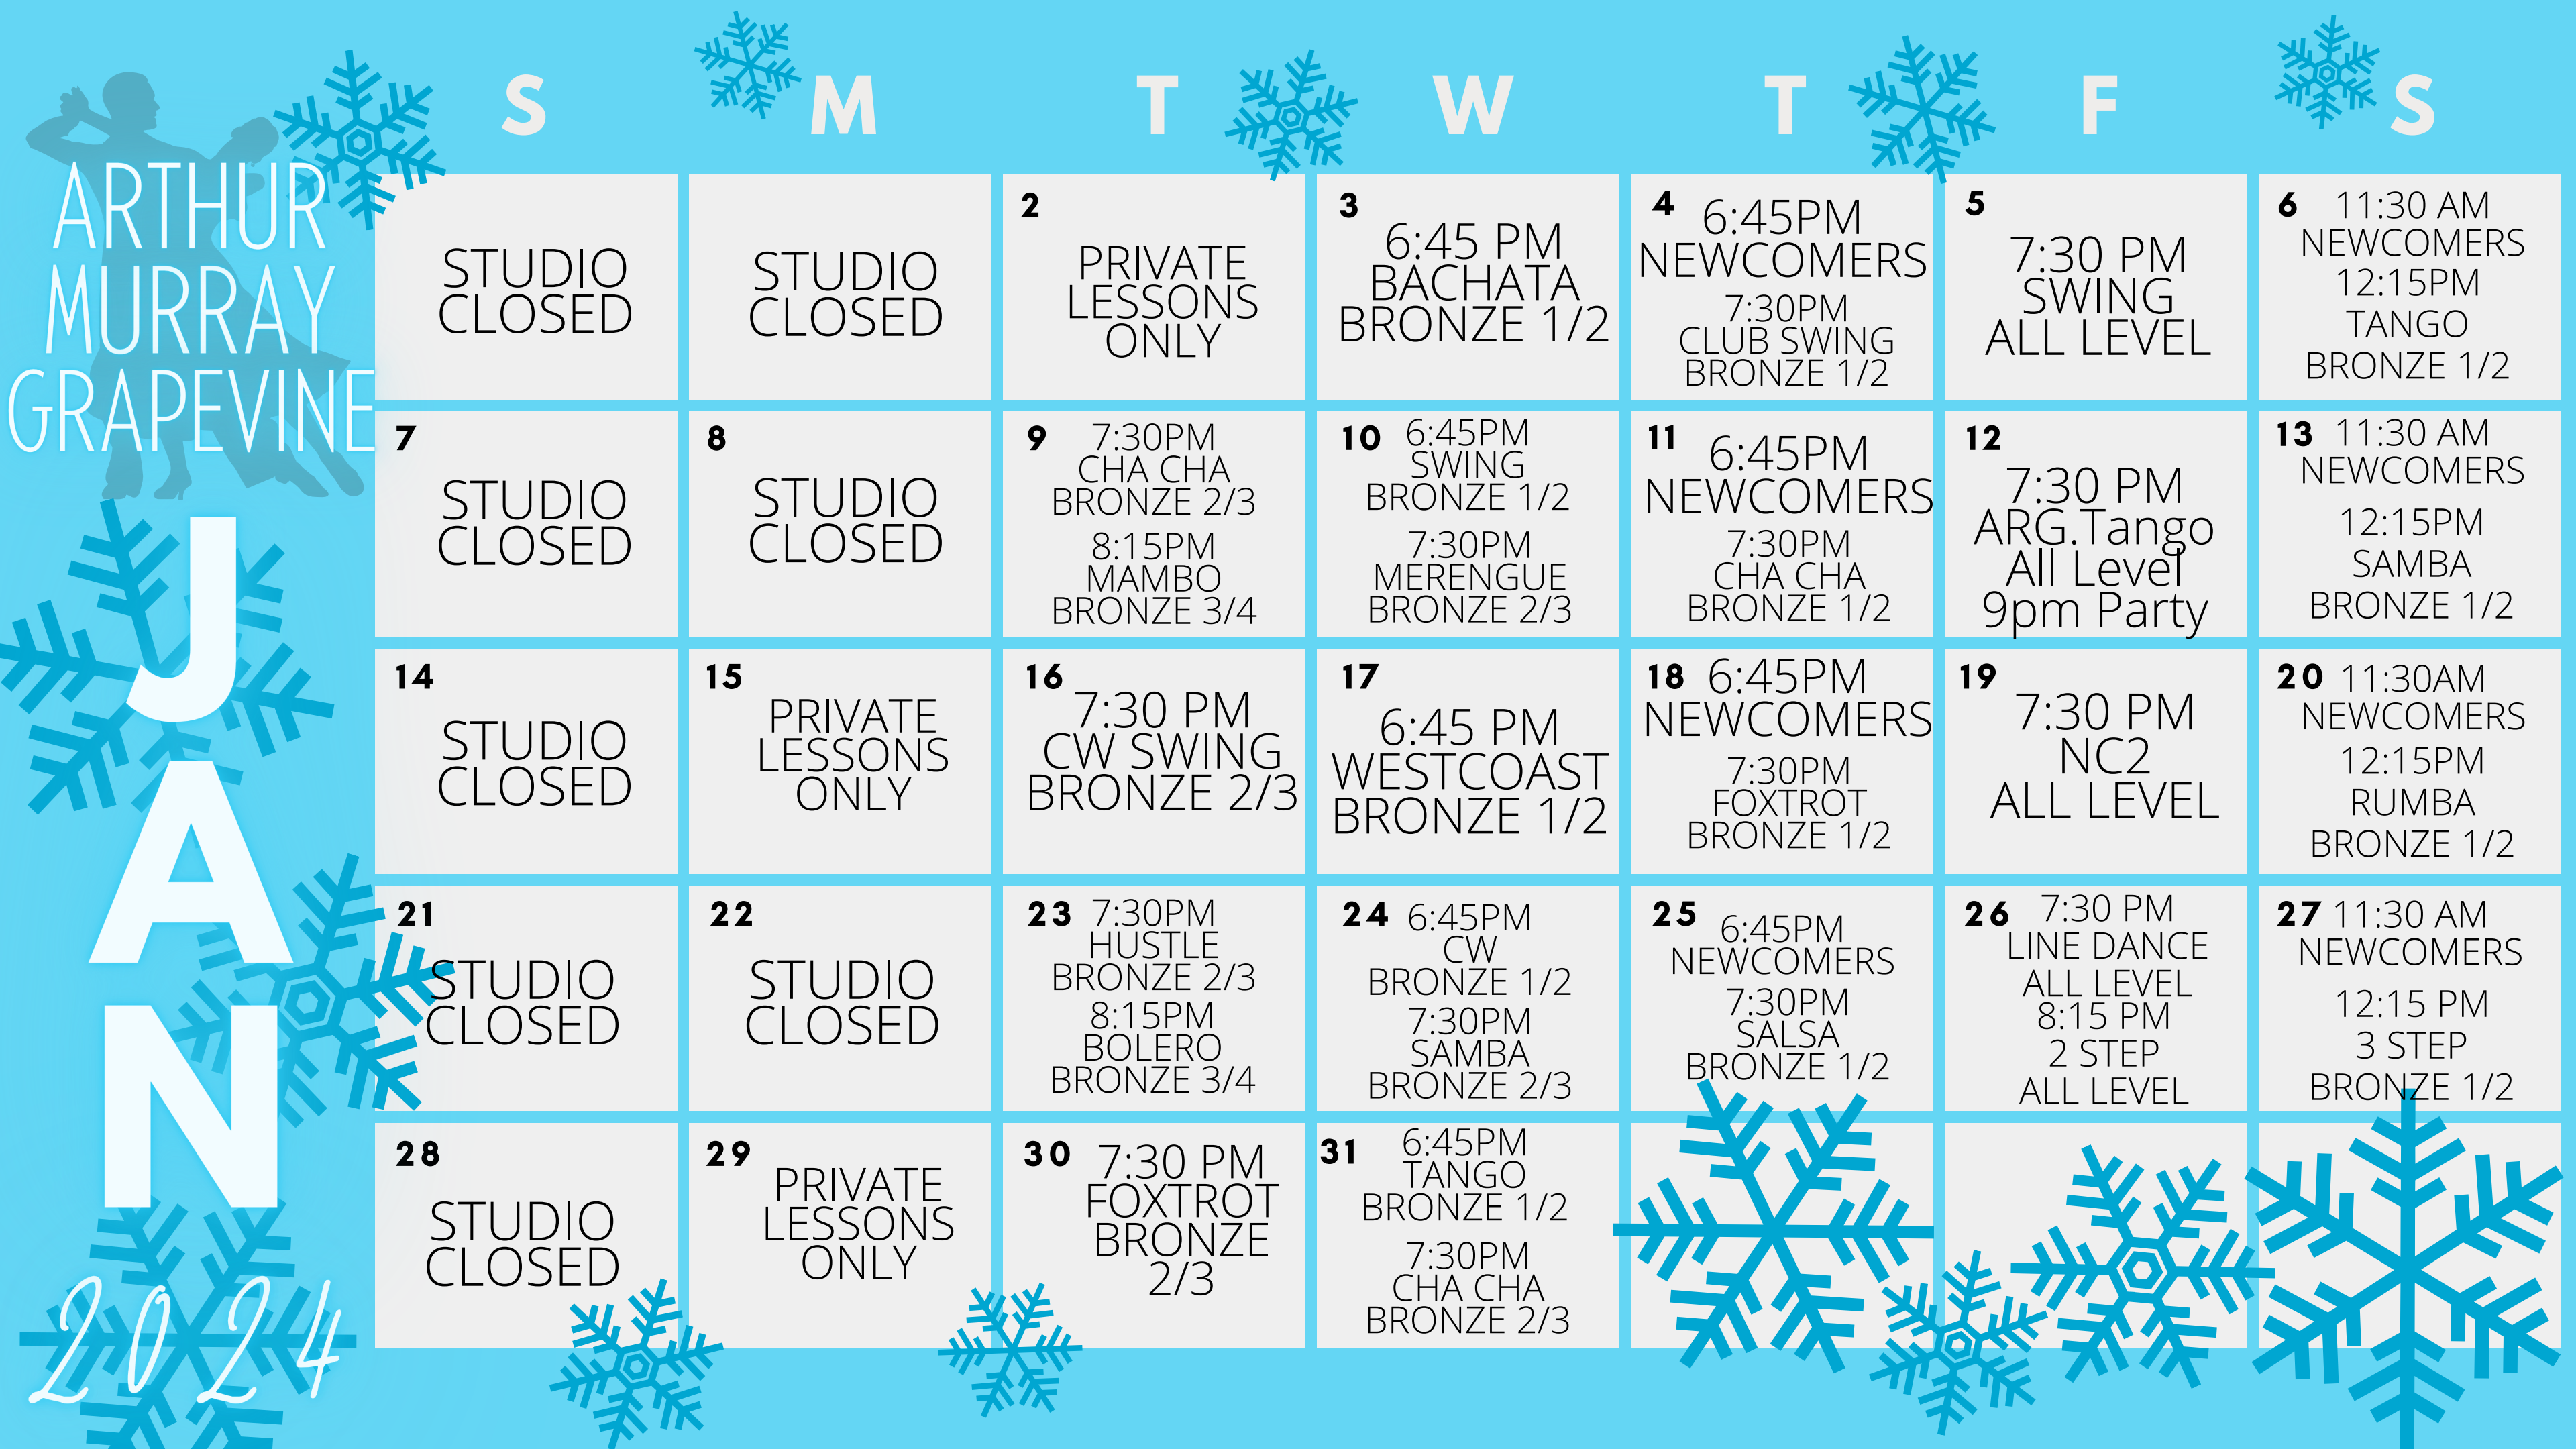 ARTHUR
MURRAY
GRAPEVINE
JAN
2024
S M T W T F S
STUDIO
CLOSED
STUDIO
CLOSED
2
PRIVATE
LESSONS
ONLY
3
6:45 PM
BACHATA
BRONZE 1/2
4
6:45PM
NEWCOMERS
7:30PM
CLUB SWING
BRONZE 1/2
5
7:30 PM
SWING
ALL LEVEL
6
11:30 AM
NEWCOMERS
12:15PM
TANGO
BRONZE 1/2
7
STUDIO
CLOSED
8
STUDIO
CLOSED
9
7:30PM
CHA CHA
BRONZE 2/3
8:15PM
MAMBO
BRONZE 3/4
10
6:45PM
SWING
BRONZE 1/2
7:30PM
MERENGUE
BRONZE 2/3
11
6:45PM
NEWCOMERS
7:30PM
CHA CHA
BRONZE 1/2
12
7:30 PM
ARG.Tango
All Level
9pm Party
13
11:30 AM
NEWCOMERS
12:15PM
SAMBA
BRONZE 1/2
14
STUDIO
CLOSED
15
PRIVATE
LESSONS
ONLY
16
7:30 PM
CW SWING
BRONZE 2/3
17
6:45 PM
WESTCOAST
BRONZE 1/2
18
6:45PM
NEWCOMERS
7:30PM
FOXTROT
BRONZE 1/2
19
7:30 PM
NC2
ALL LEVEL
20
11:30AM
NEWCOMERS
12:15PM
RUMBA
BRONZE 1/2
21
STUDIO
CLOSED
22
STUDIO
CLOSED
23
7:30PM
HUSTLE
BRONZE 2/3
8:15PM
BOLERO
BRONZE 3/4
24
6:45PM
CW
BRONZE 1/2
7:30PM
SAMBA
BRONZE 2/3
25
6:45PM
NEWCOMERS
7:30PM
SALSA
BRONZE 1/2
26
7:30 PM
LINE DANCE
ALL LEVEL
8:15 PM
2 STEP
ALL LEVEL
27
11:30 AM
NEWCOMERS
12:15 PM
3 STEP
BRONZE 1/2
28
STUDIO
CLOSED
29
PRIVATE
LESSONS
ONLY
30
7:30 PM
FOXTROT
BRONZE
2/3
31
6:45PM
TANGO
BRONZE 1/2
7:30PM
CHA CHA
BRONZE 2/3